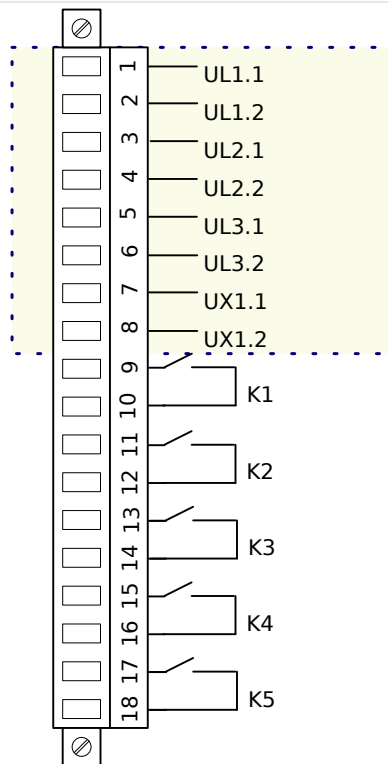 1 UL1.1
2 UL1.2
3 UL2.1
4 UL2.2
5 UL3.1
6 UL3.2
7 UX1.1
8 UX1.2
9
10 K1
11
12 K2
13
14 K3
15
16 K4
17
18 K5